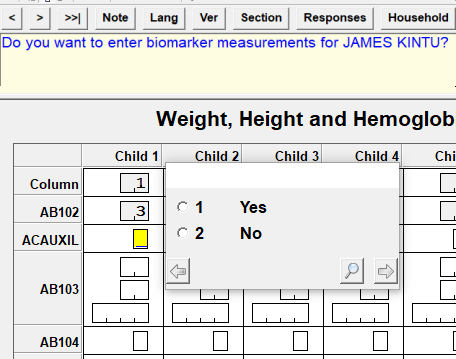 < > >>| Note Lang Ver Section Responses Household
Do you want to enter biomarker measurements for JAMES KINTU?
Weight, Height and Hemoglob
Child 1 Child 2 Child 3 Child 4 Chi
Column 1
AB102 3
1 Yes
ACAUXIL
2 No
AB103
AB104